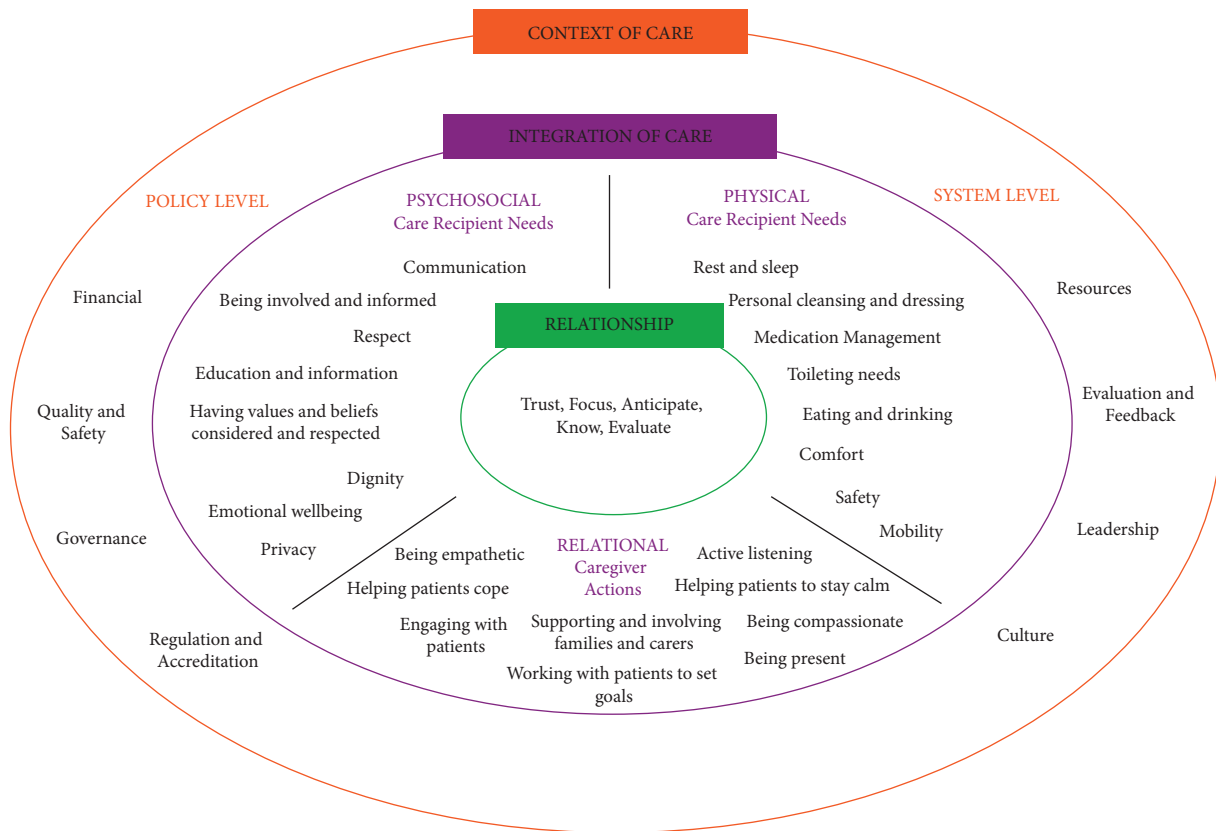 CONTEXT OF CARE
INTEGRATION OF CARE
POLICY LEVEL
Financial
Quality and
Safety
Governance
Regulation and
Accreditation
PSYCHOSOCIAL
Care Recipient Needs
Communication
Being involved and informed
Respect
Education and information
Having values and beliefs
considered and respected
Dignity
Emotional wellbeing
Privacy
RELATIONSHIP
Trust, Focus, Anticipate,
Know, Evaluate
PHYSICAL
Care Recipient Needs
Rest and sleep
Personal cleansing and dressing
Medication Management
Toileting needs
Eating and drinking
Comfort
Safety
Mobility
RELATIONAL
Caregiver
Actions
Being empathetic
Helping patients cope
Engaging with
patients
Supporting and involving
families and carers
Working with patients to set
goals
Active listening
Helping patients to stay calm
Being compassionate
Being present
SYSTEM LEVEL
Resources
Evaluation and
Feedback
Leadership
Culture